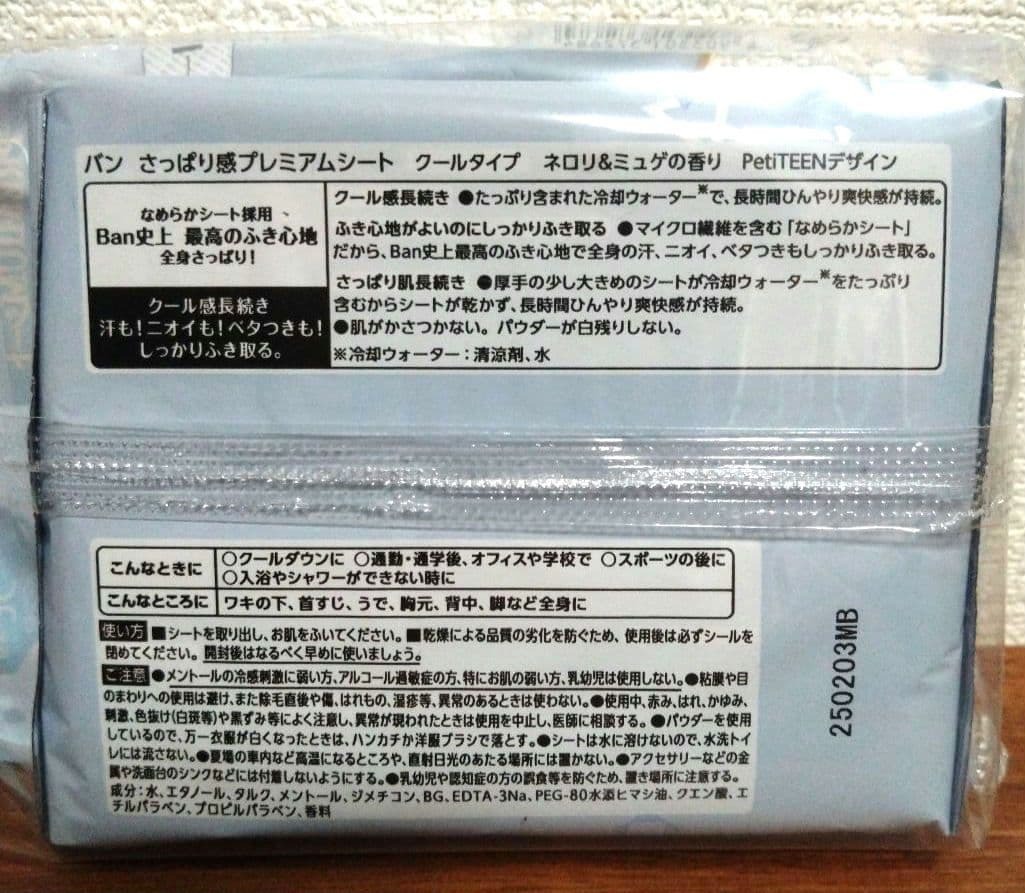 バン さっぱり感プレミアムシート クールタイプ ネロリ&ミュゲの香り PetiTEENデザイン
なめらかシート採用
Ban史上 最高のふき心地
全身さっぱり!
クール感長続き
汗も!ニオイも!ベタつきも!
しっかりふき取る。
クール感長続き ●たっぷり含まれた冷却ウォーター※で、長時間ひんやり爽快感が持続。
ふき心地がよいのにしっかりふき取る ●マイクロ繊維を含む「なめらかシート」
だから、Ban史上最高のふき心地で全身の汗、ニオイ、ベタつきもしっかりふき取る。
さっぱり肌長続き ●厚手の少し大きめのシートが冷却ウォーター※をたっぷり
含むからシートが乾かず、長時間ひんやり爽快感が持続。
●肌がかさつかない。パウダーが白残りしない。
※冷却ウォーター:清涼剤、水
こんなときに
○クールダウンに ○通勤・通学後、オフィスや学校で ○スポーツの後に
○入浴やシャワーができない時に
こんなところに ワキの下、首すじ、うで、胸元、背中、脚など全身に
使い方 ■シートを取り出し、お肌をふいてください。■乾燥による品質の劣化を防ぐため、使用後は必ずシールを
閉めてください。開封後はなるべく早めに使いましょう。
ご注意 ●メントールの冷感刺激に弱い方、アルコール過敏症の方、特にお肌の弱い方、乳幼児は使用しない。●粘膜や目
のまわりへの使用は避け、また除毛直後や傷、はれもの、湿疹等、異常のあるときは使わない。●使用中、赤み、はれ、かゆみ、
刺激、色抜け(白斑等)や黒ずみ等によく注意し、異常が現われたときは使用を中止し、医師に相談する。●パウダーを使用
しているので、万一衣服が白くなったときは、ハンカチか洋服ブラシで落とす。●シートは水に溶けないので、水洗トイ
レには流さない。●夏場の車内など高温になるところや、直射日光のあたる場所には置かない。●アクセサリーなどの金
属や洗面台のシンクなどには付着しないようにする。●乳幼児や認知症の方の誤食等を防ぐため、置き場所に注意する。
成分:水、エタノール、タルク、メントール、ジメチコン、BG、EDTA-3Na、PEG-80水添ヒマシ油、クエン酸、エ
チルパラベン、プロピルパラベン、香料
250203MB